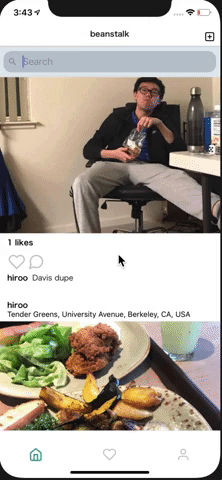 3:43
beanstalk
Search
1 likes
hiroo Davis dupe
hiroo
Tender Greens, University Avenue, Berkeley, CA, USA